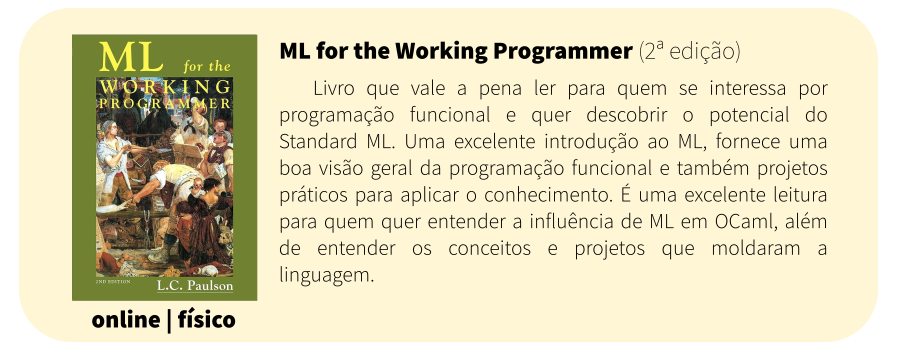 ML for the
WORKING
PROGRAMMER
2ND EDITION
L.C. Paulson
online | físico
ML for the Working Programmer (2ª edição)
Livro que vale a pena ler para quem se interessa por
programação funcional e quer descobrir o potencial do
Standard ML. Uma excelente introdução ao ML, fornece uma
boa visão geral da programação funcional e também projetos
práticos para aplicar o conhecimento. É uma excelente leitura
para quem quer entender a influência de ML em OCaml, além
de entender os conceitos e projetos que moldaram a
linguagem.